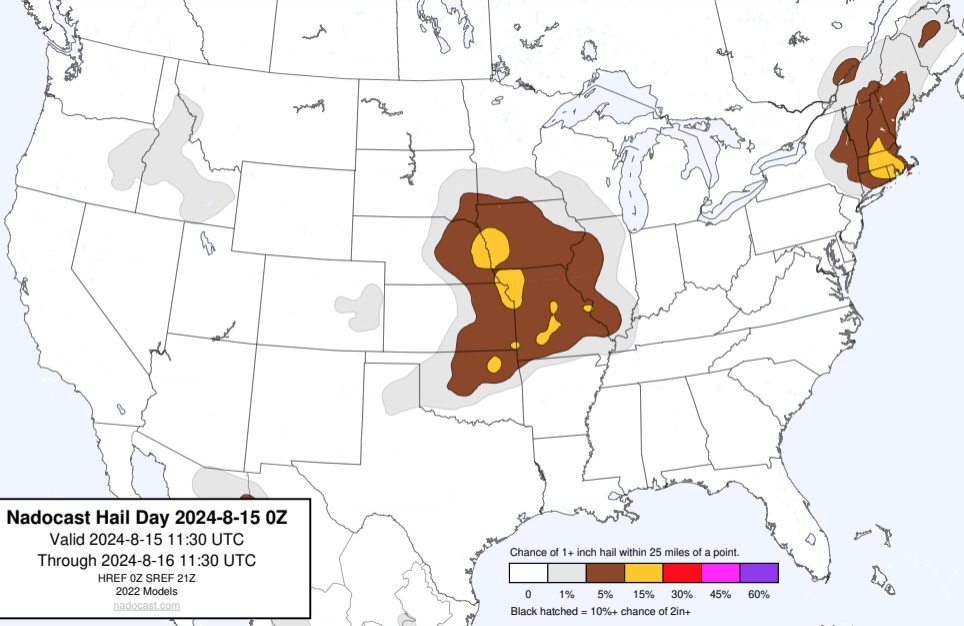 Nadocast Hail Day 2024-8-15 0Z
Valid 2024-8-15 11:30 UTC
Through 2024-8-16 11:30 UTC
HREF 0Z SREF 21Z
2022 Models
nadocast.com
Chance of 1+ inch hail within 25 miles of a point.
0 1% 5% 15% 30% 45% 60%
Black hatched = 10%+ chance of 2in+